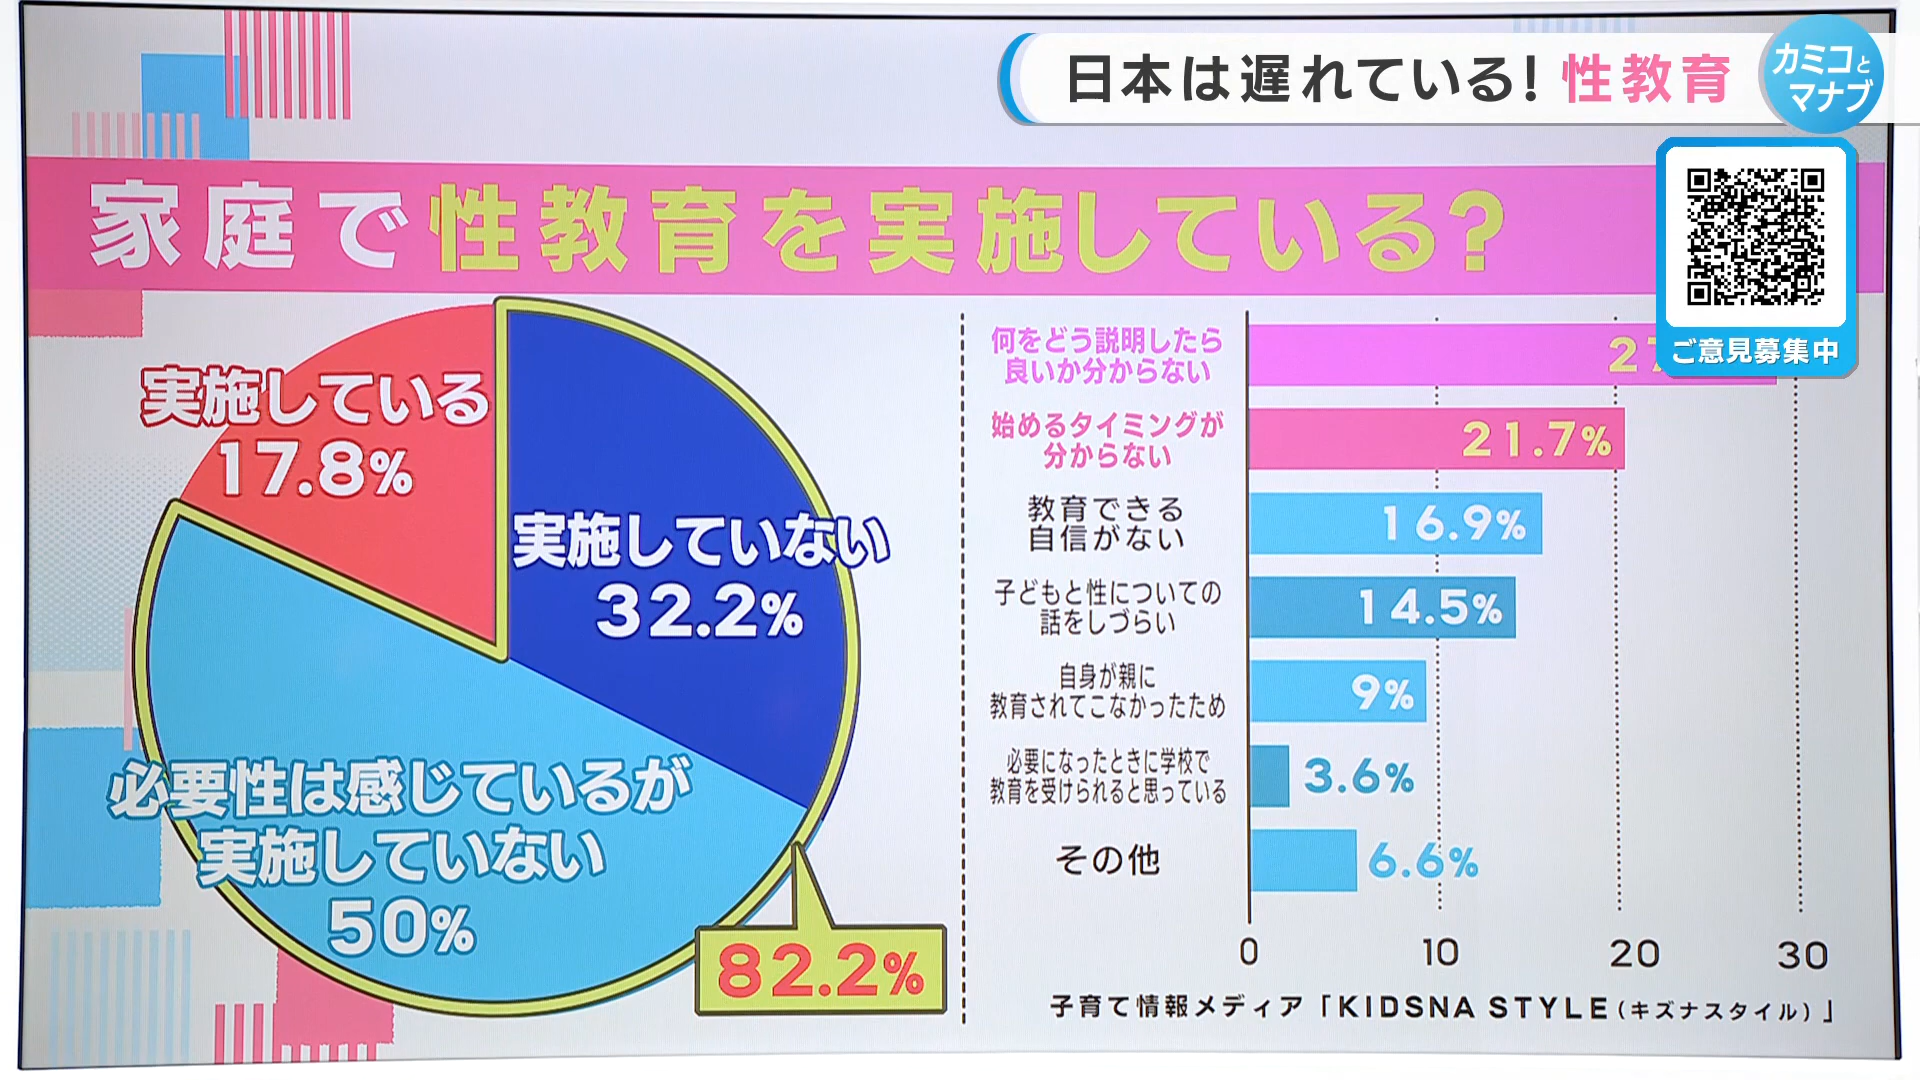 日本は遅れている！性教育
カミコと
マナブ
家庭で性教育を実施している？
ご意見募集中
実施している
17.8%
実施していない
32.2%
必要性は感じているが
実施していない
50%
82.2%
何をどう説明したら
良いか分からない
始めるタイミングが
分からない
21.7%
教育できる
自信がない
16.9%
子どもと性についての
話をしづらい
14.5%
自身が親に
教育されてこなかったため
9%
必要になったときに学校で
教育を受けられると思っている
3.6%
その他
6.6%
0 10 20 30
子育て情報メディア「KIDSNA STYLE（キズナスタイル）」